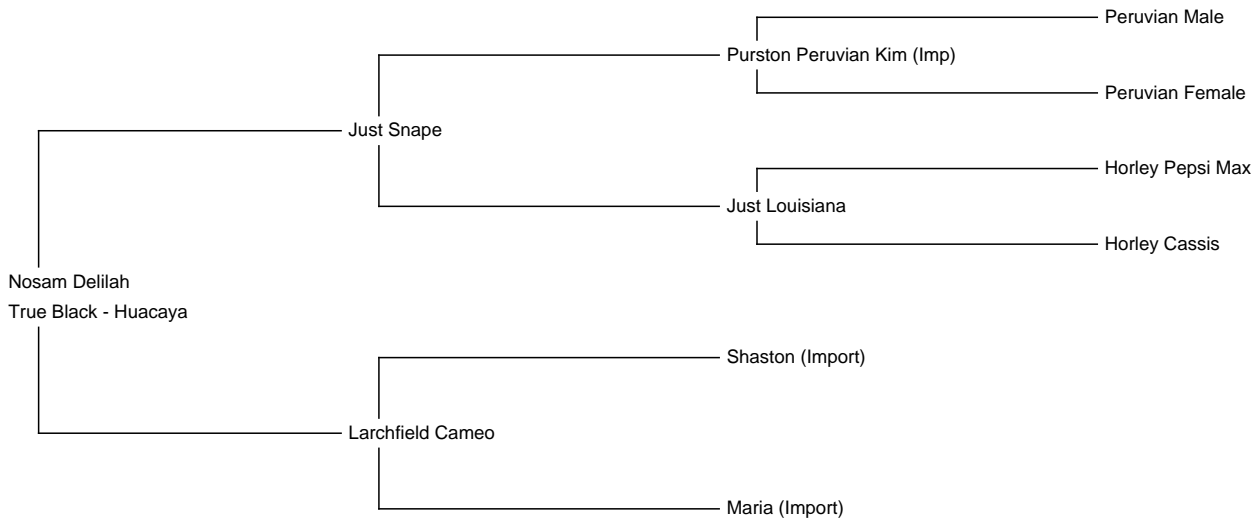 Peruvian Male
Purston Peruvian Kim (Imp)
Peruvian Female
Just Snape
Horley Pepsi Max
Just Louisiana
Horley Cassis
Nosam Delilah
True Black - Huacaya
Shaston (Import)
Larchfield Cameo
Maria (Import)